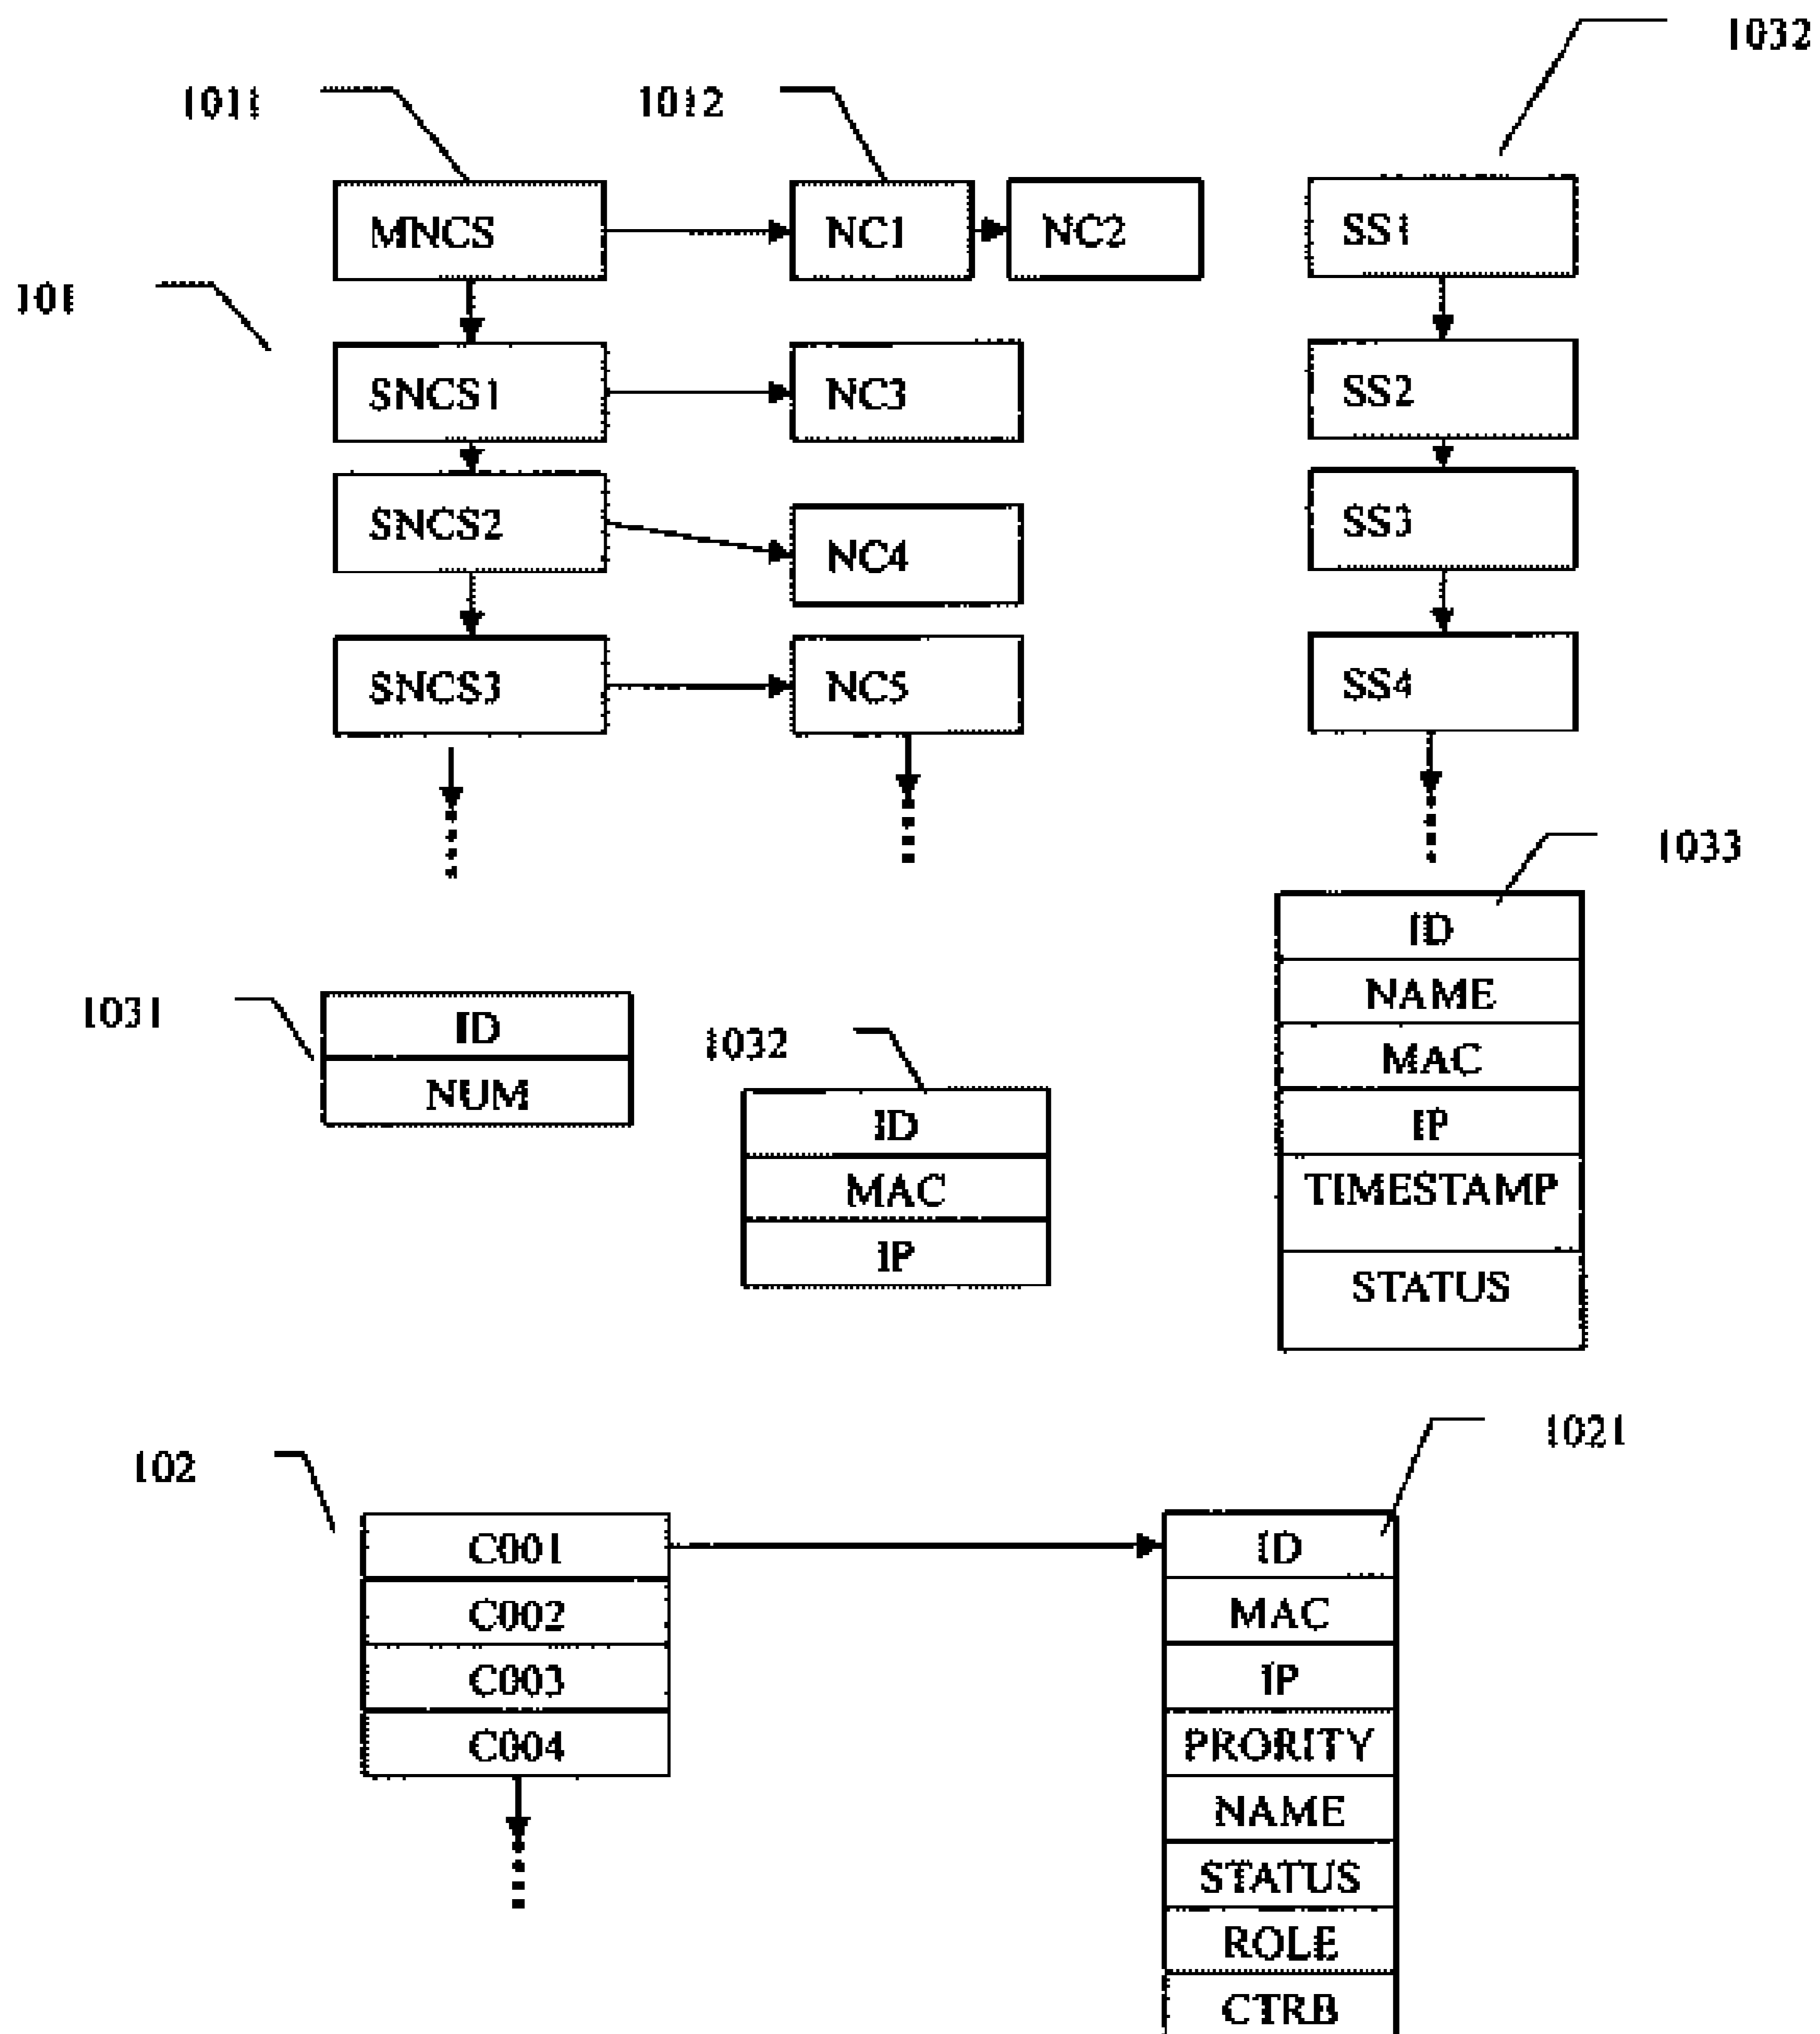 1032
1011
1012
MNCS
NC1
NC2
SS1
101
SNCS1
NC3
SS2
SNCS2
NC4
SS3
SNCS3
NC5
SS4
1033
ID
NAME
MAC
IP
TIMESTAMP
STATUS
1031
ID
NUM
1032
ID
MAC
IP
102
C001
C002
C003
C004
1021
ID
MAC
IP
PRORITY
NAME
STATUS
ROLE
CTRB